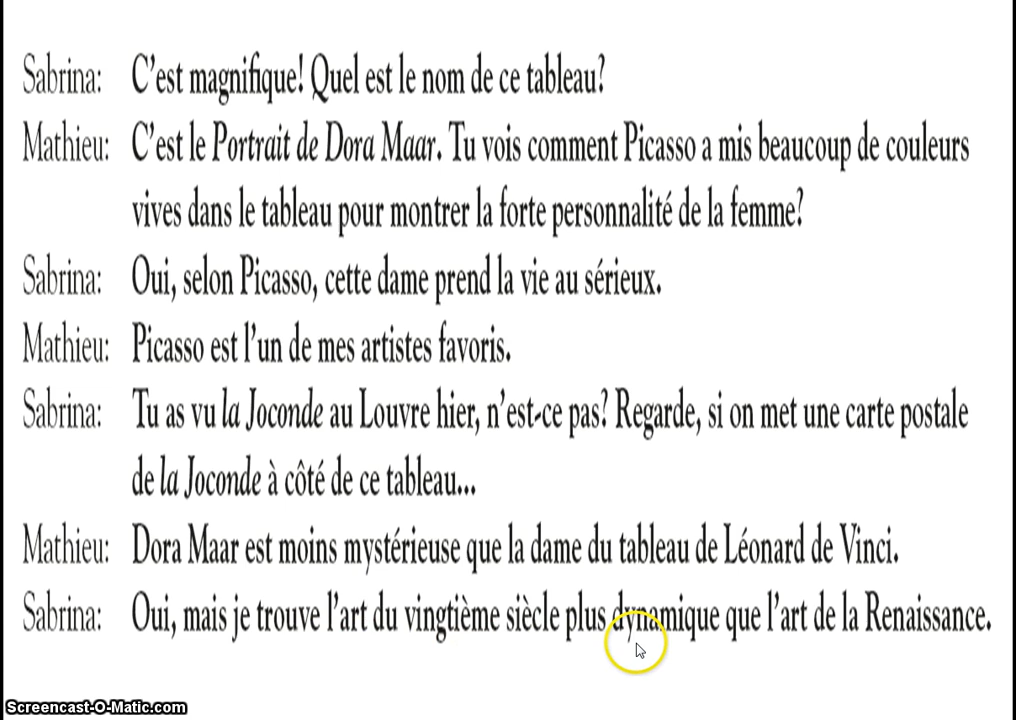 Sabrina: C'est magnifique! Quel est le nom de ce tableau?
Mathieu: C'est le Portrait de Dora Maar. Tu vois comment Picasso a mis beaucoup de couleurs
vives dans le tableau pour montrer la forte personnalité de la femme?
Sabrina: Oui, selon Picasso, cette dame prend la vie au sérieux.
Mathieu: Picasso est l'un de mes artistes favoris.
Sabrina: Tu as vu la Joconde au Louvre hier, n'est-ce pas? Regarde, si on met une carte postale
de la Joconde à côté de ce tableau...
Mathieu: Dora Maar est moins mystérieuse que la dame du tableau de Léonard de Vinci.
Sabrina: Oui, mais je trouve l'art du vingtième siècle plus dynamique que l'art de la Renaissance.
Screencast-O-Matic.com